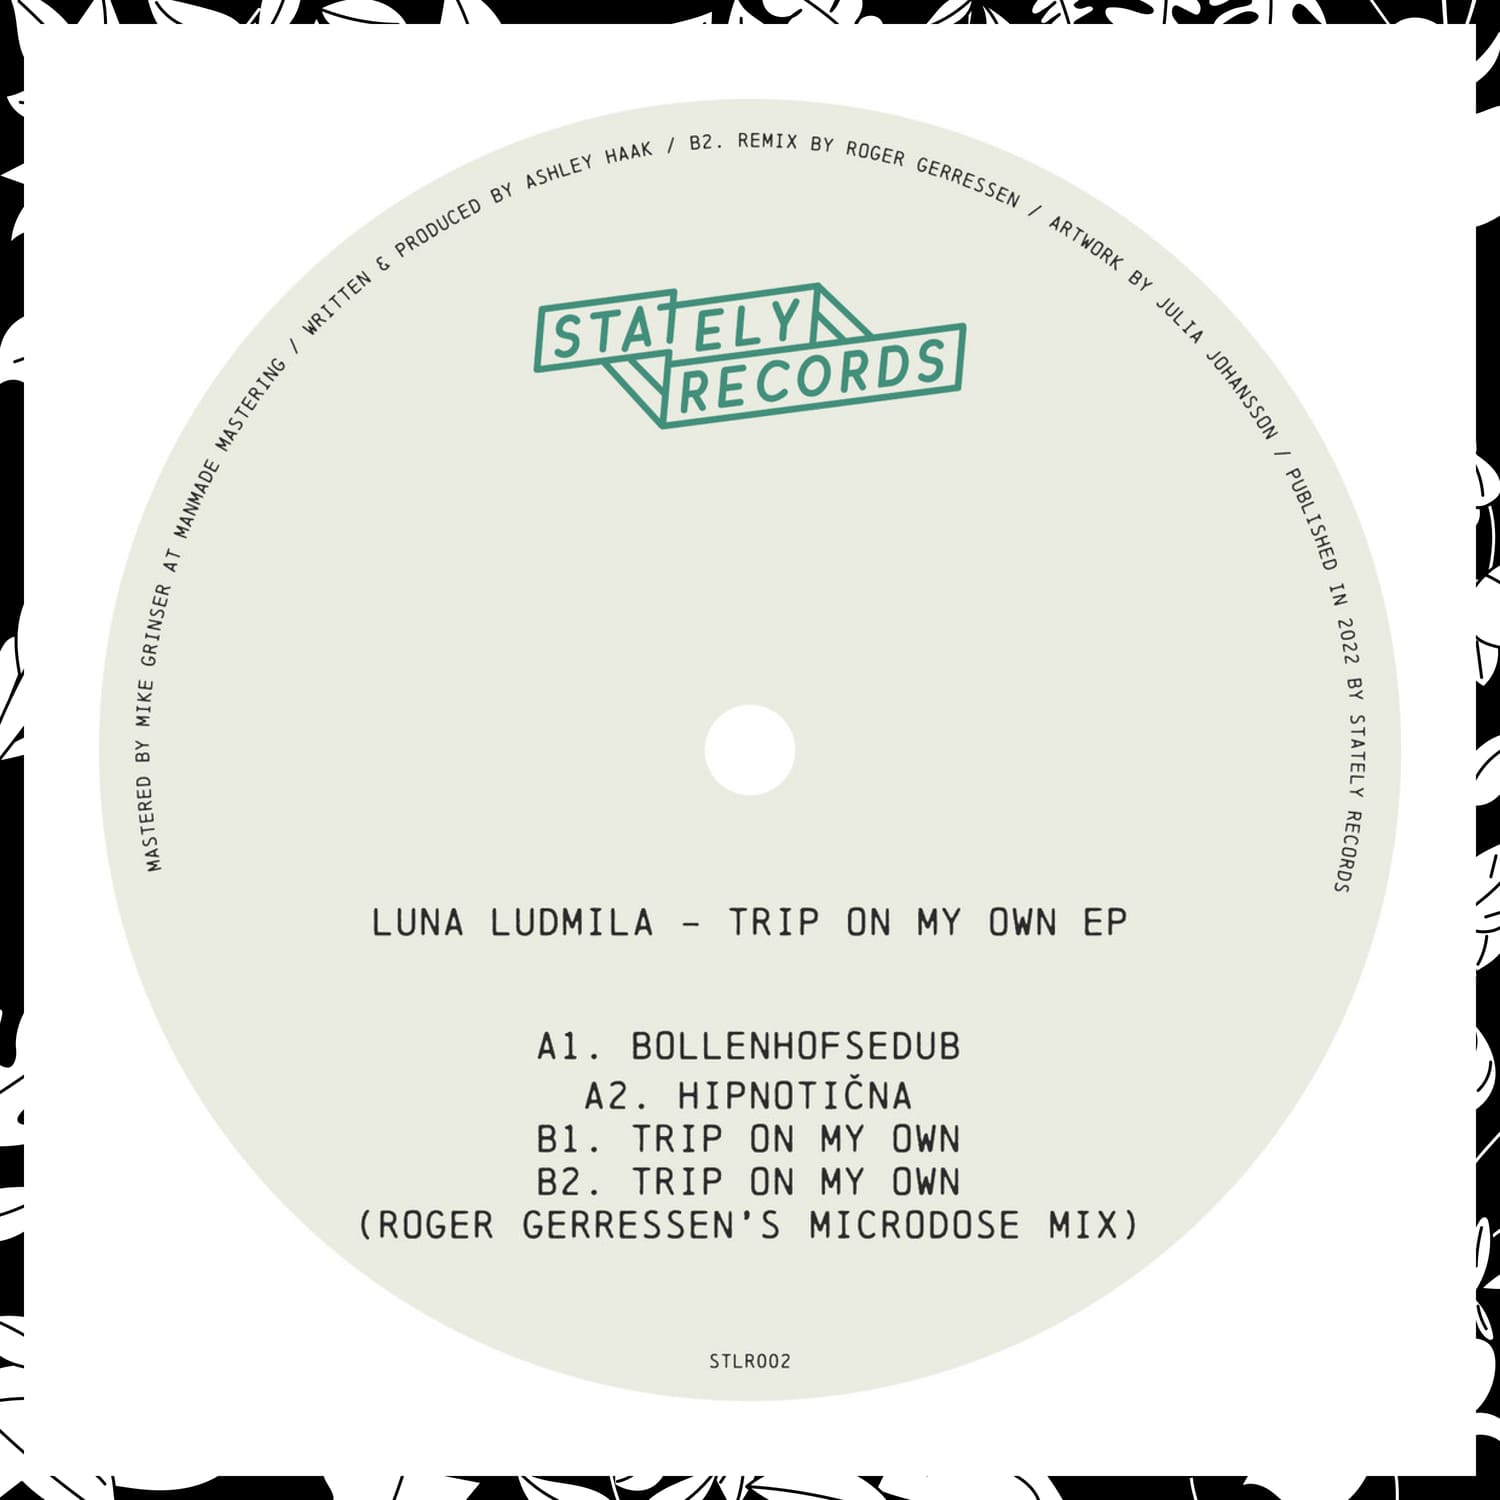 MASTERED BY MIKE GRINSER AT MANMADE MASTERING / WRITTEN & PRODUCED BY ASHLEY HAAK / B2. REMIX BY ROGER GERRESSEN / ARTWORK BY JULIA JOHANSSON / PUBLISHED IN 2022 BY STATELY RECORDS
STATELY
RECORDS
LUNA LUDMILA – TRIP ON MY OWN EP
A1. BOLLENHOFSEDUB
A2. HIPNOTIČNA
B1. TRIP ON MY OWN
B2. TRIP ON MY OWN
(ROGER GERRESSEN'S MICRODOSE MIX)
STLR002